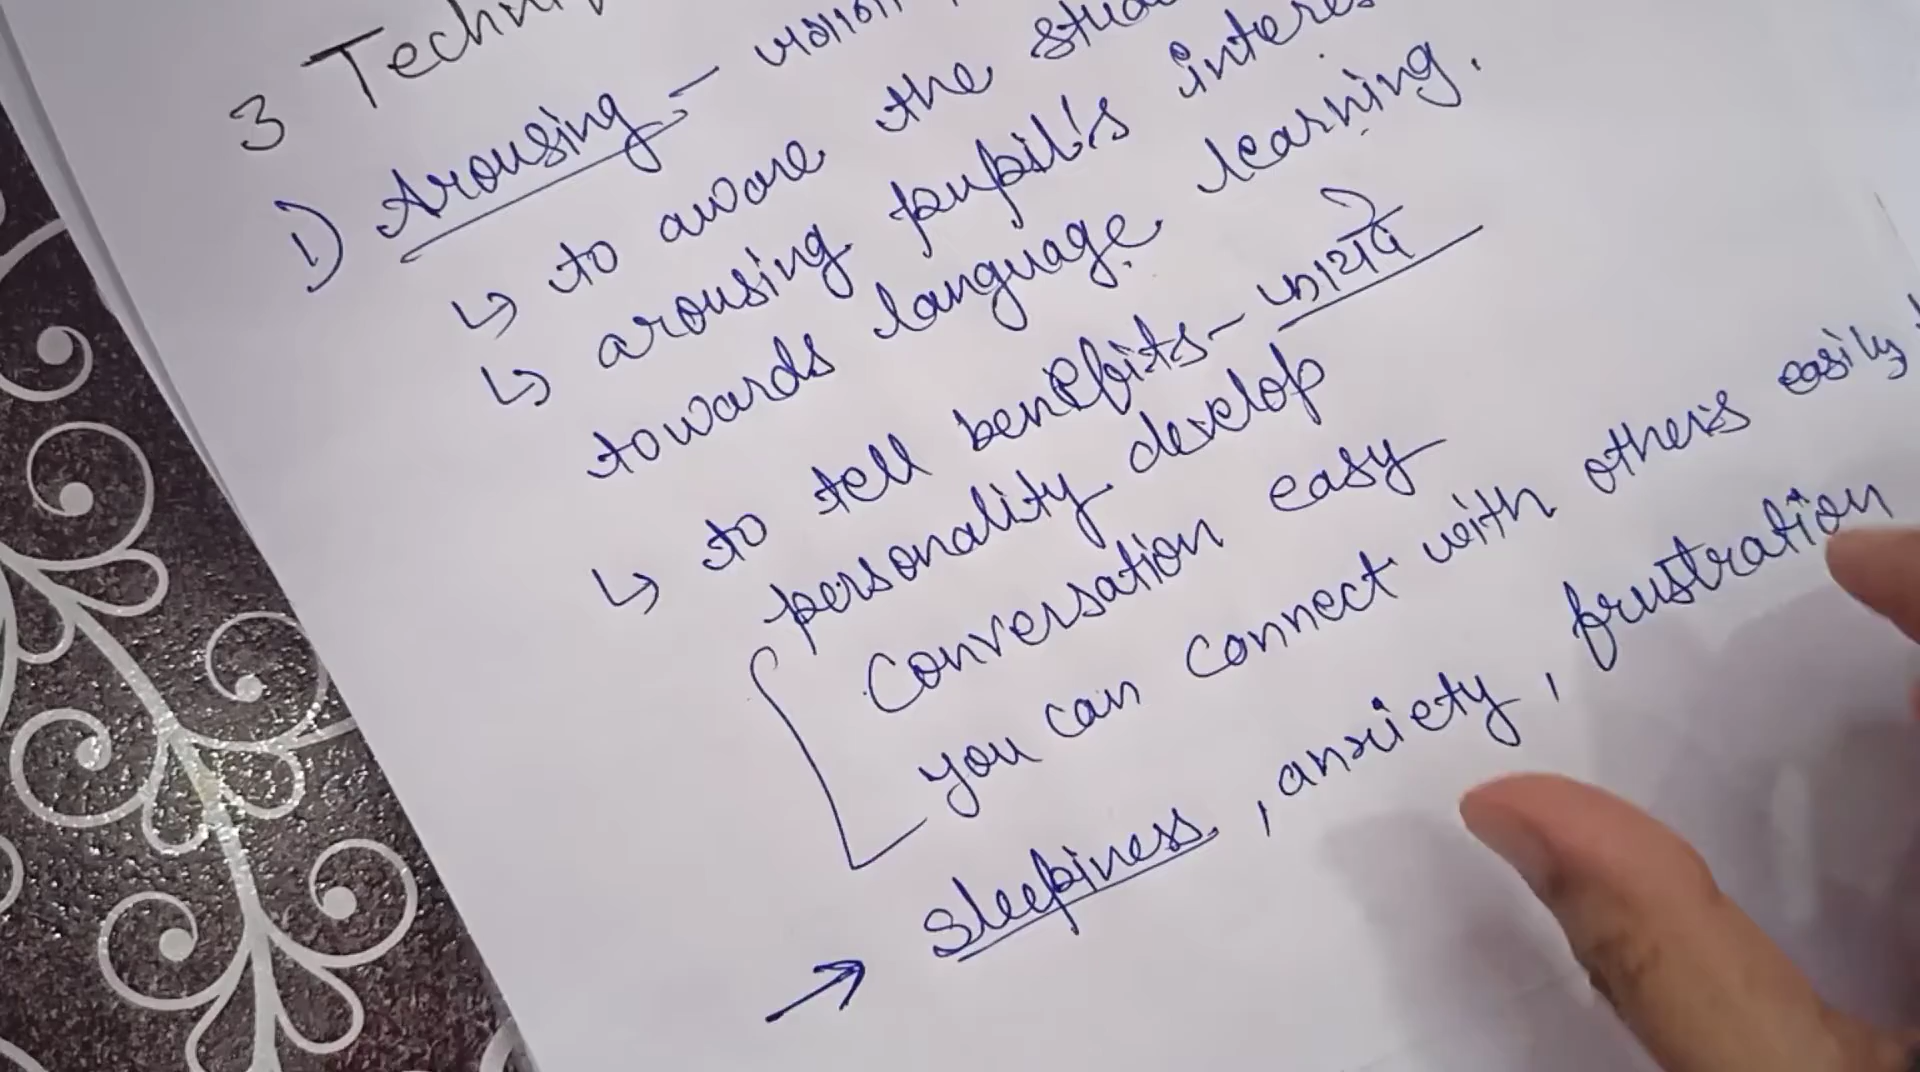 3 Techni
1) Arousing :-
↳ to aware the stud
↳ arousing pupil's interes
towards language learning.
↳ to tell benefits - फायदे
personality develop
Conversation easy
you can connect with others easily
→ sleepiness, anxiety, frustration